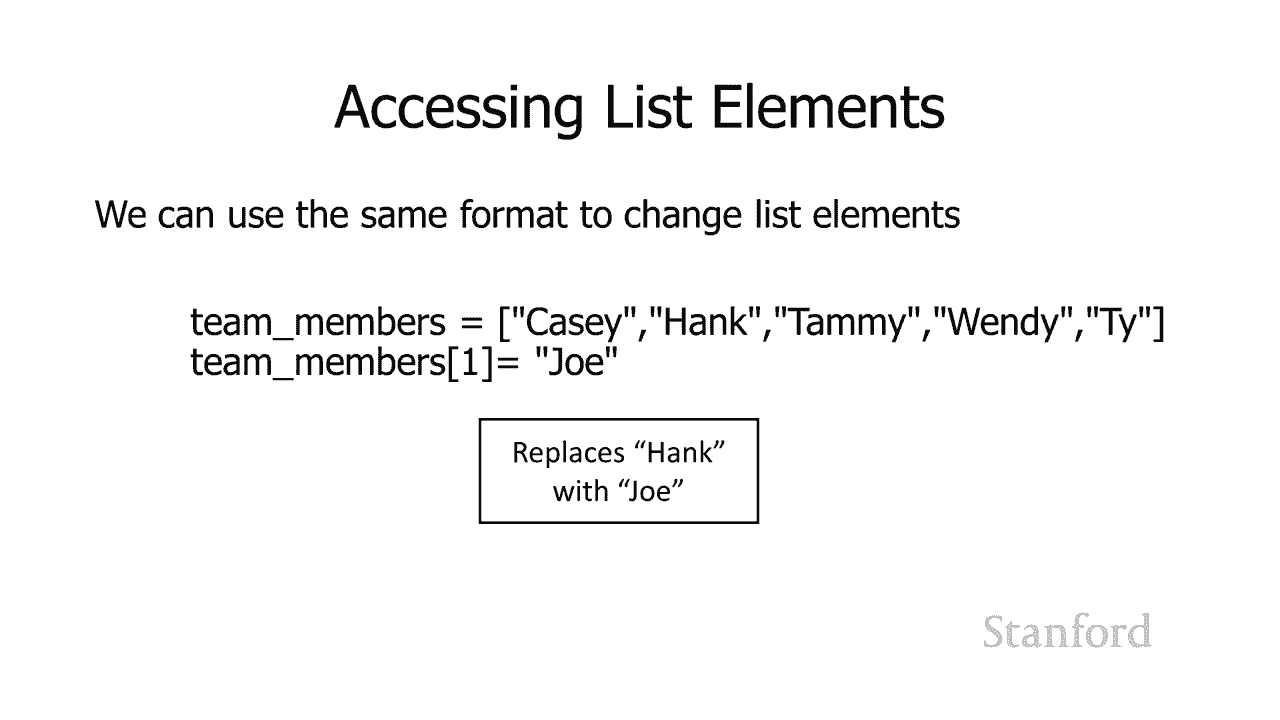 Accessing List Elements
We can use the same format to change list elements
team_members = ["Casey","Hank","Tammy","Wendy","Ty"]
team_members[1]= "Joe"
Replaces “Hank”
with “Joe”
Stanford